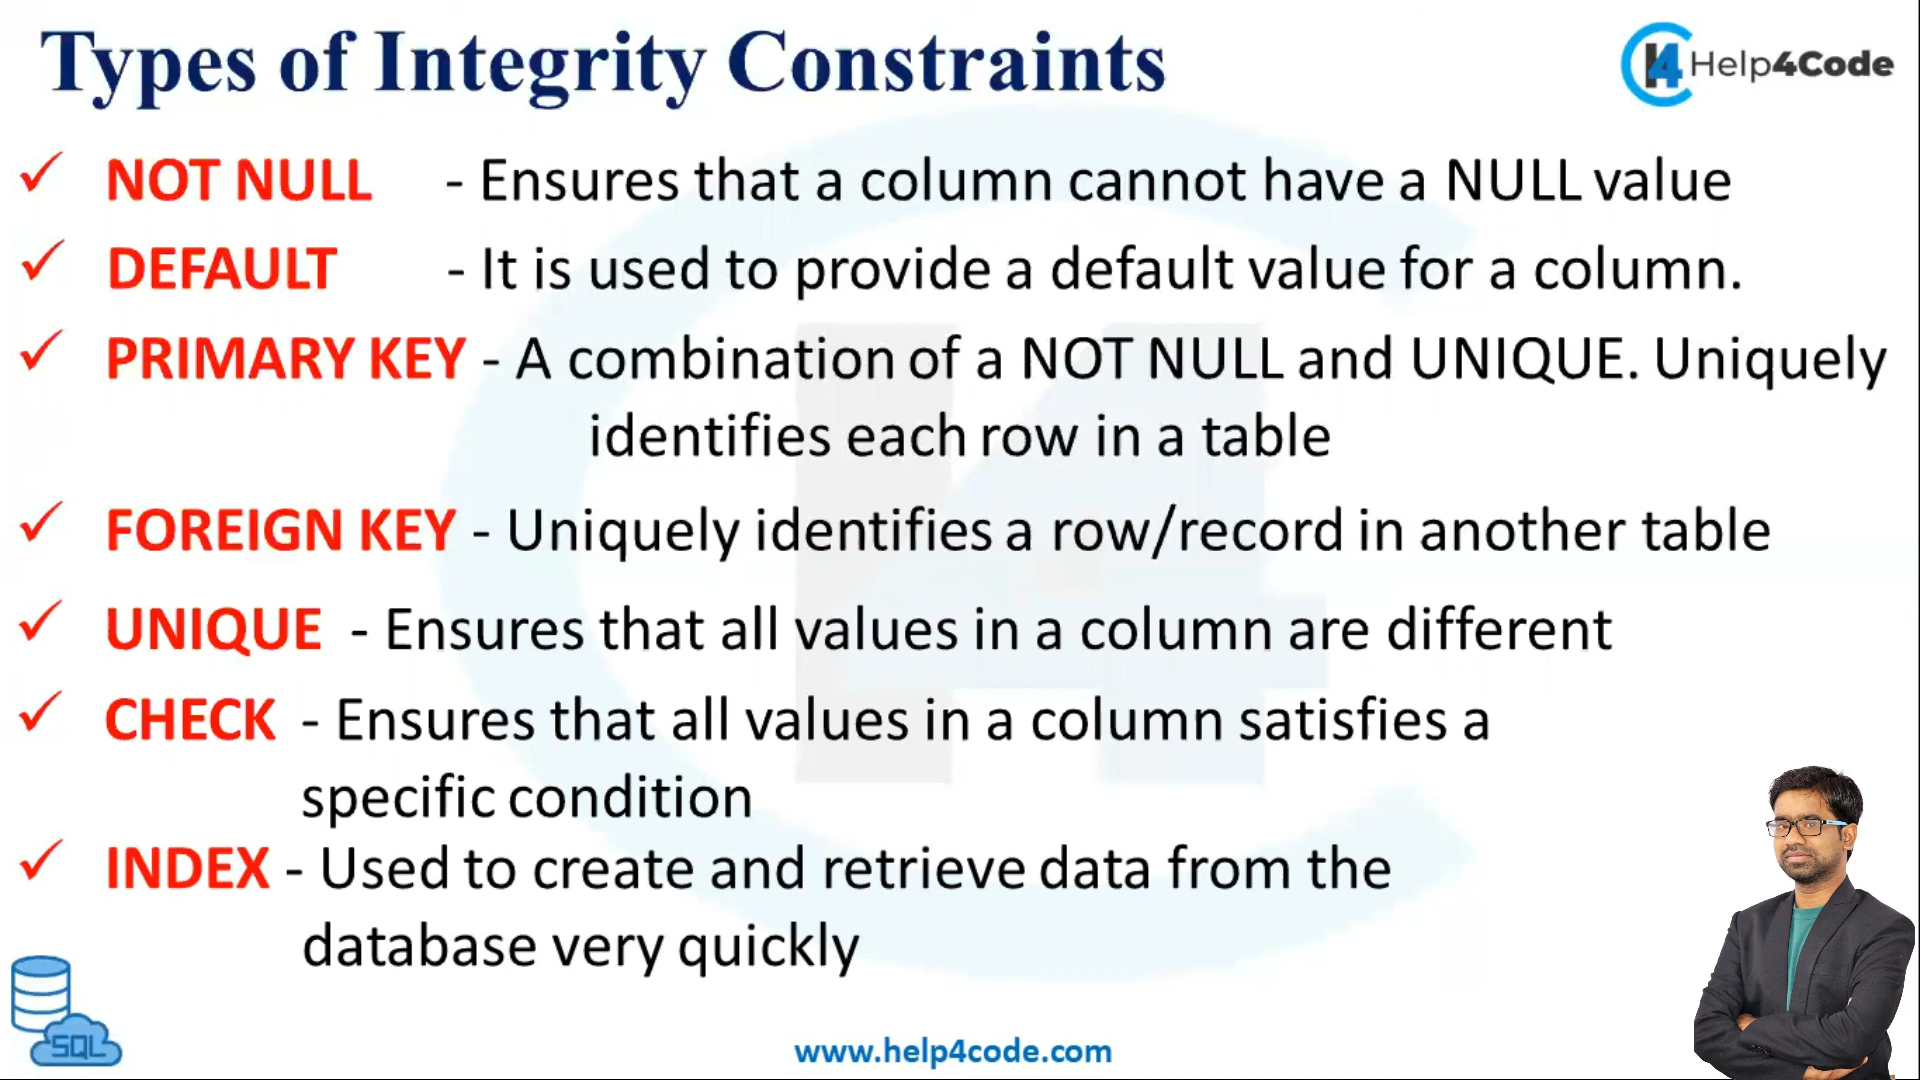 Types of Integrity Constraints
Help4Code
✓ NOT NULL - Ensures that a column cannot have a NULL value
✓ DEFAULT - It is used to provide a default value for a column.
✓ PRIMARY KEY - A combination of a NOT NULL and UNIQUE. Uniquely
identifies each row in a table
✓ FOREIGN KEY - Uniquely identifies a row/record in another table
✓ UNIQUE - Ensures that all values in a column are different
✓ CHECK - Ensures that all values in a column satisfies a
specific condition
✓ INDEX - Used to create and retrieve data from the
database very quickly
SQL
www.help4code.com